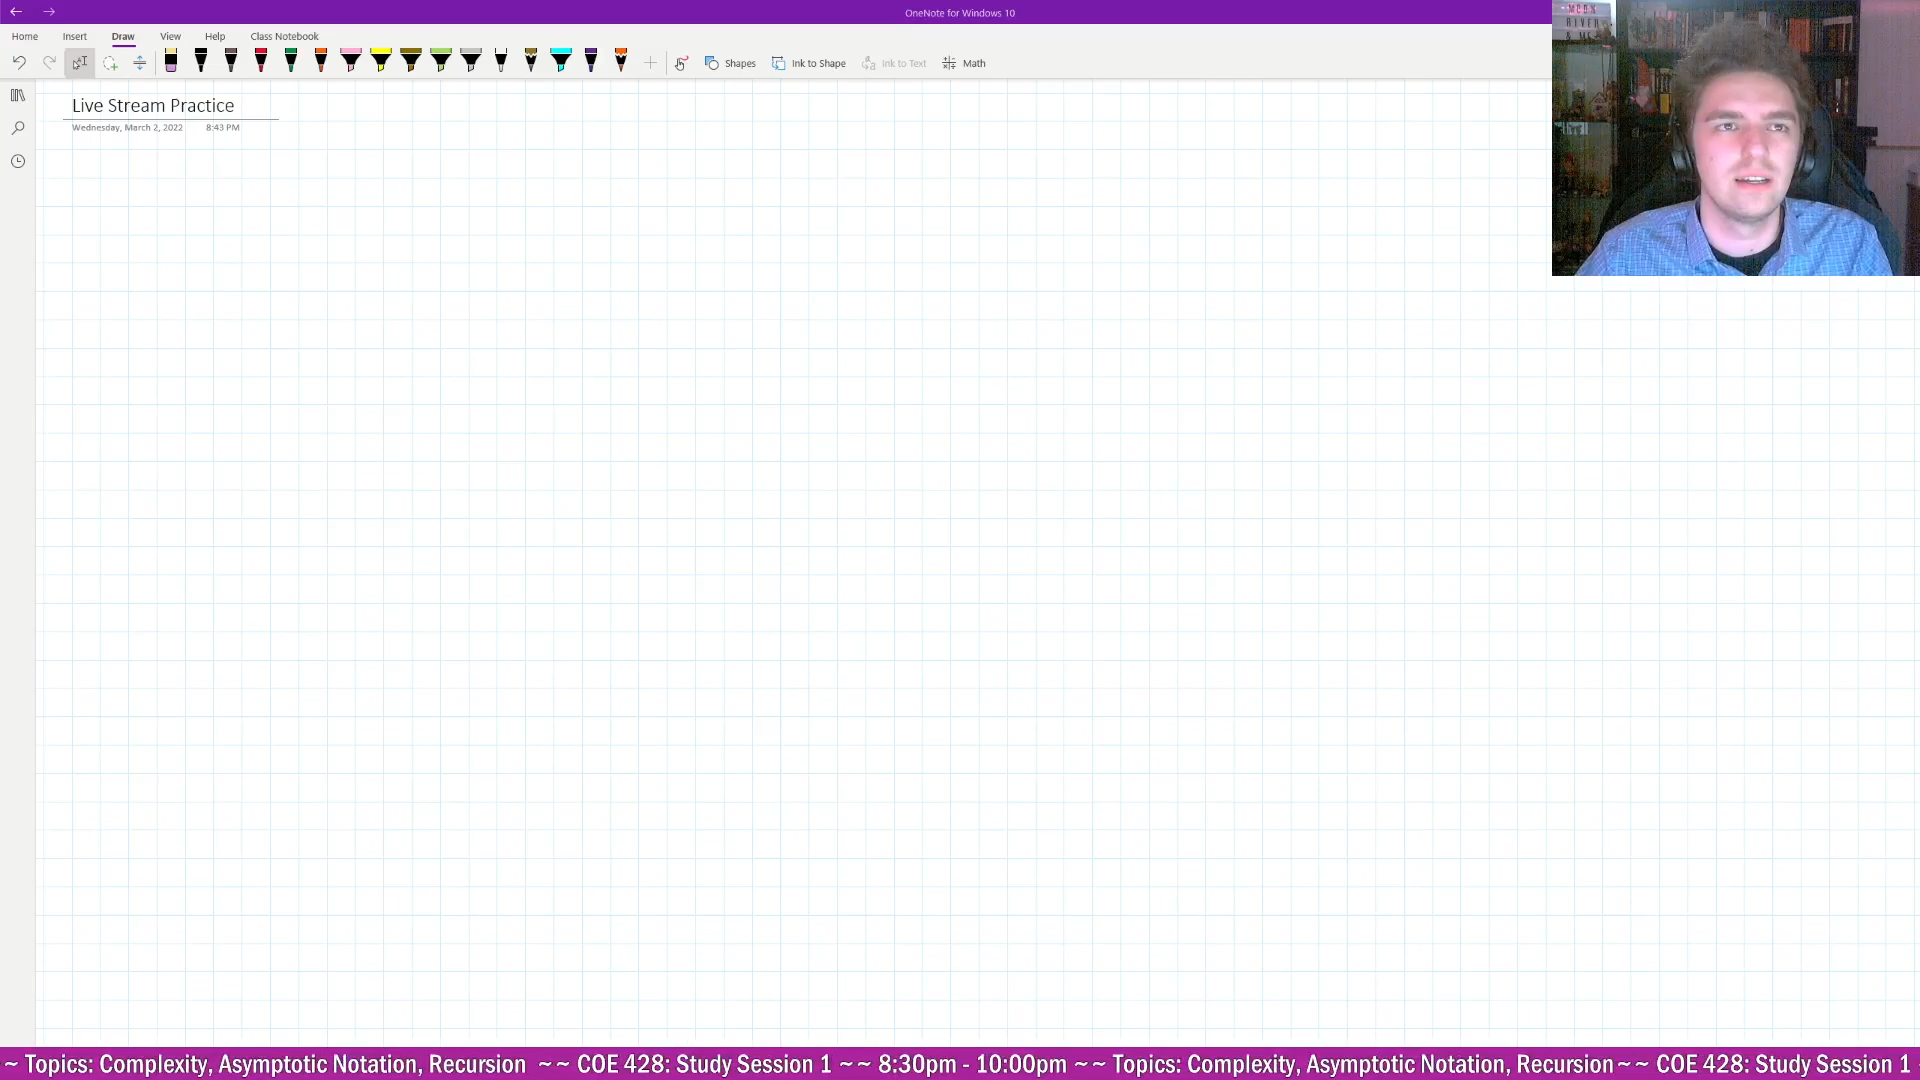 OneNote for Windows 10
Home Insert Draw View Help Class Notebook
Shapes Ink to Shape Ink to Text Math
Live Stream Practice
Wednesday, March 2, 2022 8:43 PM
RIVER
~ Topics: Complexity, Asymptotic Notation, Recursion ~~ COE 428: Study Session 1 ~~ 8:30pm - 10:00pm ~~ Topics: Complexity, Asymptotic Notation, Recursion ~~ COE 428: Study Session 1